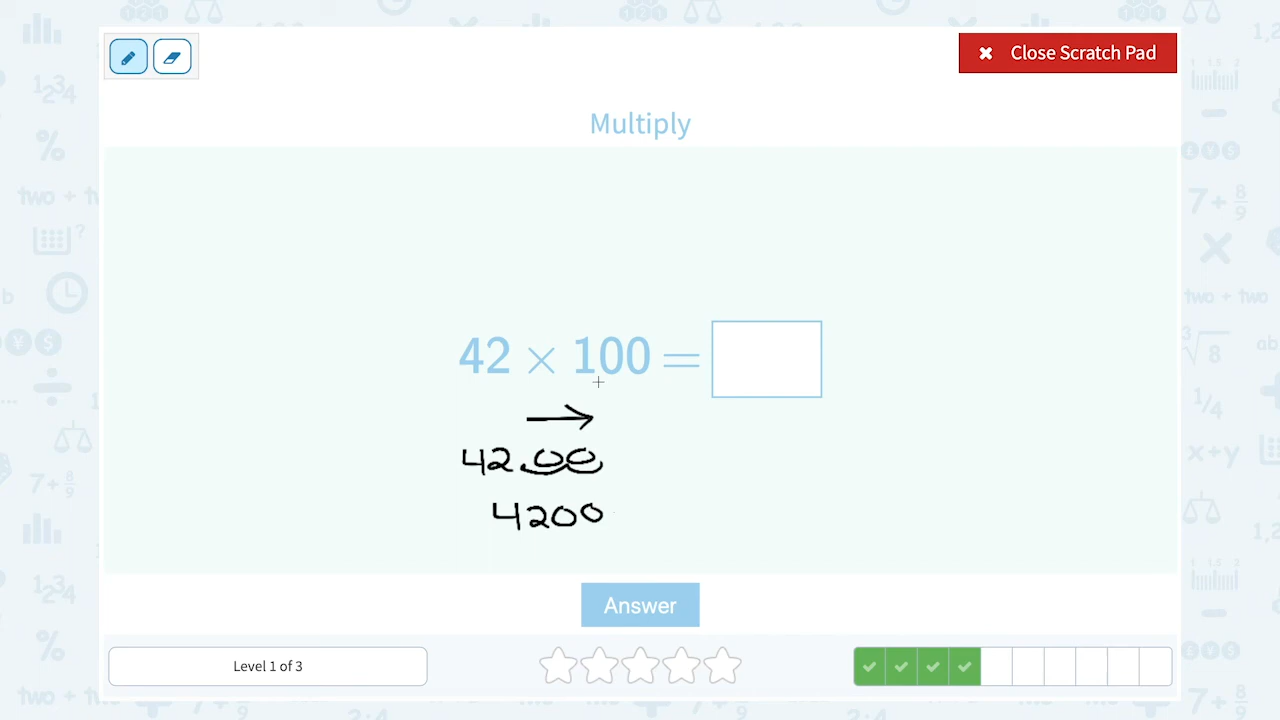 Close Scratch Pad
Multiply
42 × 100 =
42.00
4200
Answer
Level 1 of 3